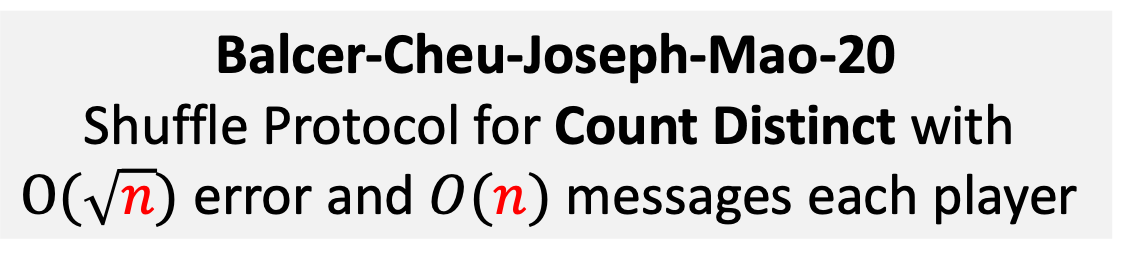 Balcer-Cheu-Joseph-Mao-20
Shuffle Protocol for Count Distinct with
O(√n) error and O(n) messages each player